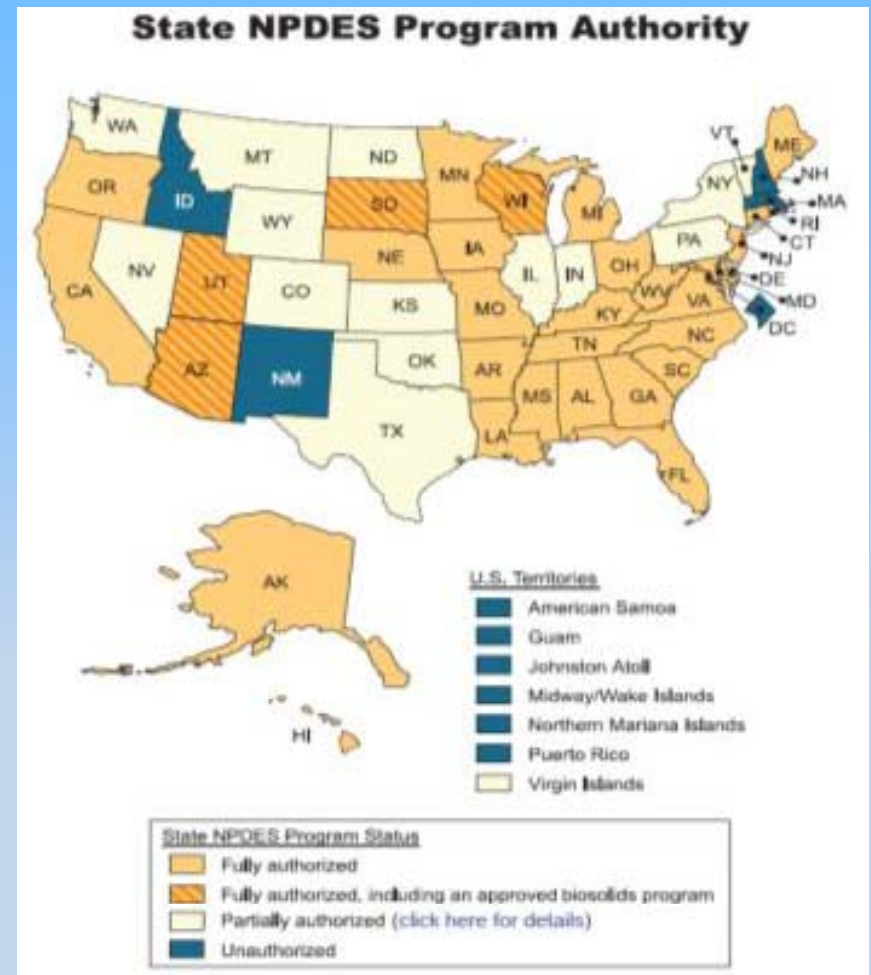 State NPDES Program Authority
WA
MT
ND
MN
VT
ME
NH
OR
ID
WY
SD
WI
MI
NY
MA
RI
CT
NJ
PA
DE
MD
DC
CA
NV
UT
CO
NE
IA
IL
IN
OH
WV
VA
KS
MO
KY
NC
AZ
NM
OK
TN
AR
SC
TX
MS
AL
GA
LA
FL
AK
HI
U.S. Territories
American Samoa
Guam
Johnston Atoll
Midway/Wake Islands
Northern Mariana Islands
Puerto Rico
Virgin Islands
State NPDES Program Status
Fully authorized
Fully authorized, including an approved biosolids program
Partially authorized (click here for details)
Unauthorized